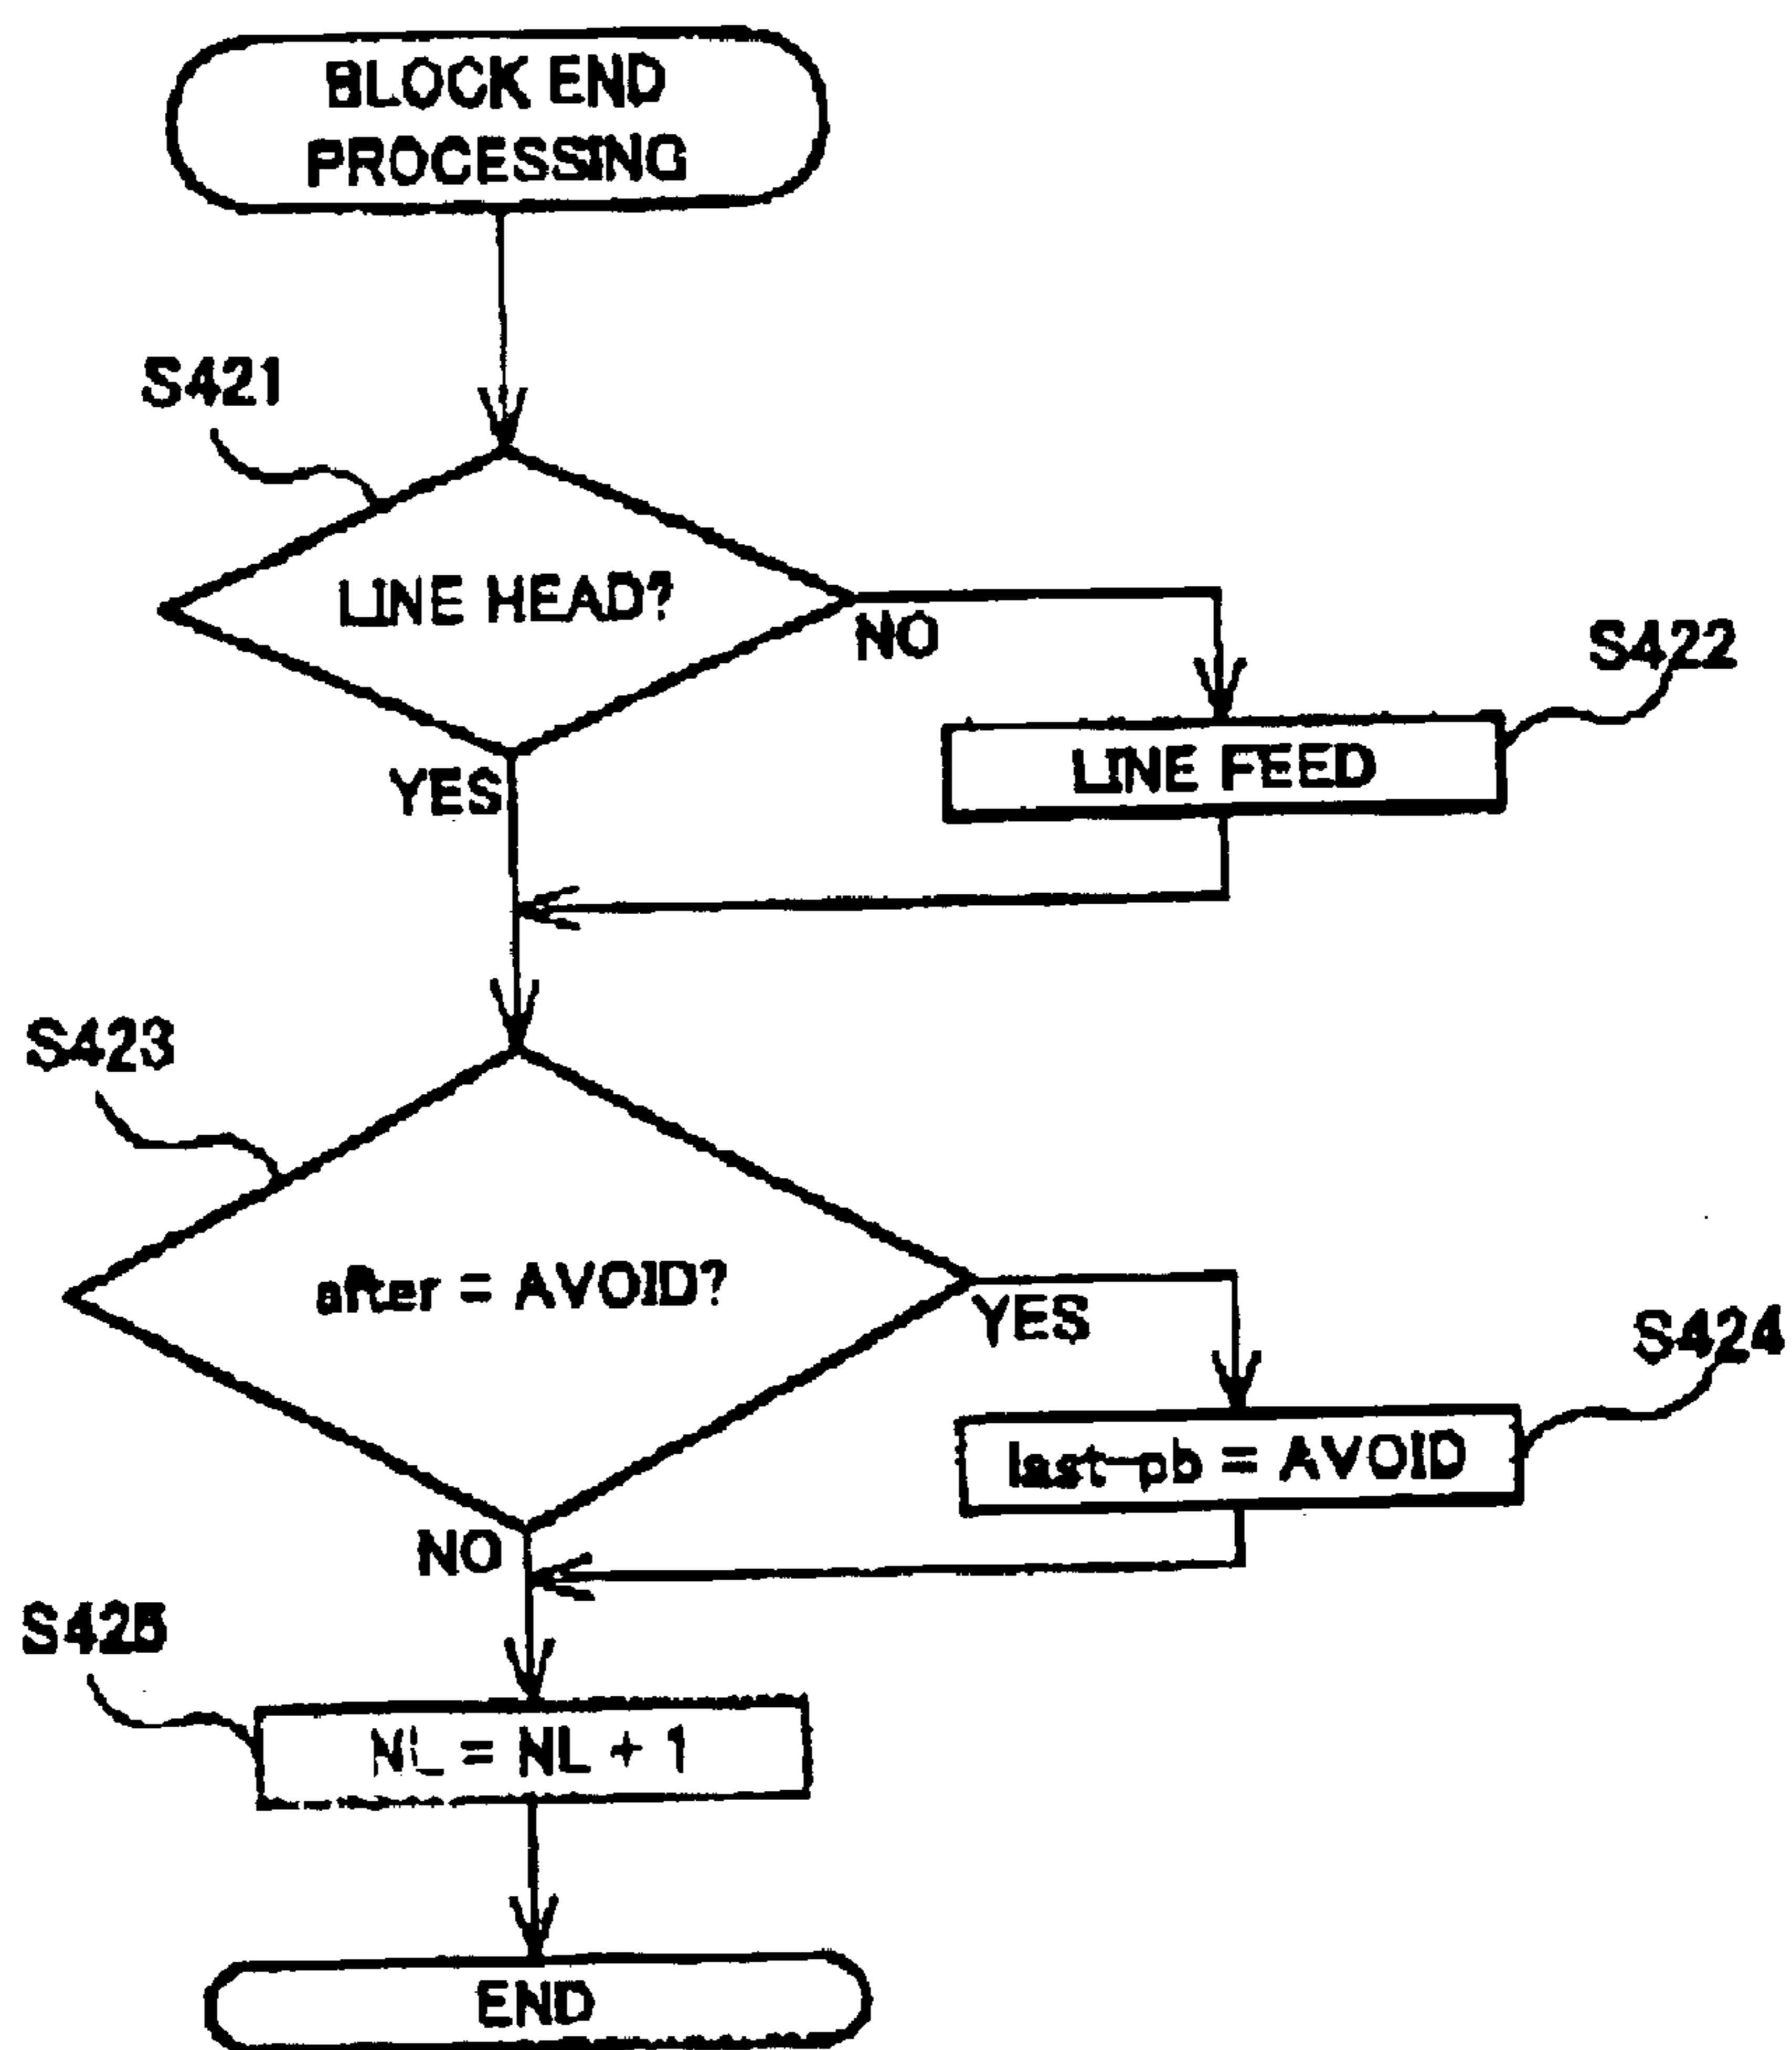 BLOCK END
PROCESSING
S421
LINE HEAD?
NO
S422
YES
LINE FEED
S423
after = AVOID?
YES
S424
last-pb = AVOID
NO
S425
NL = NL + 1
END